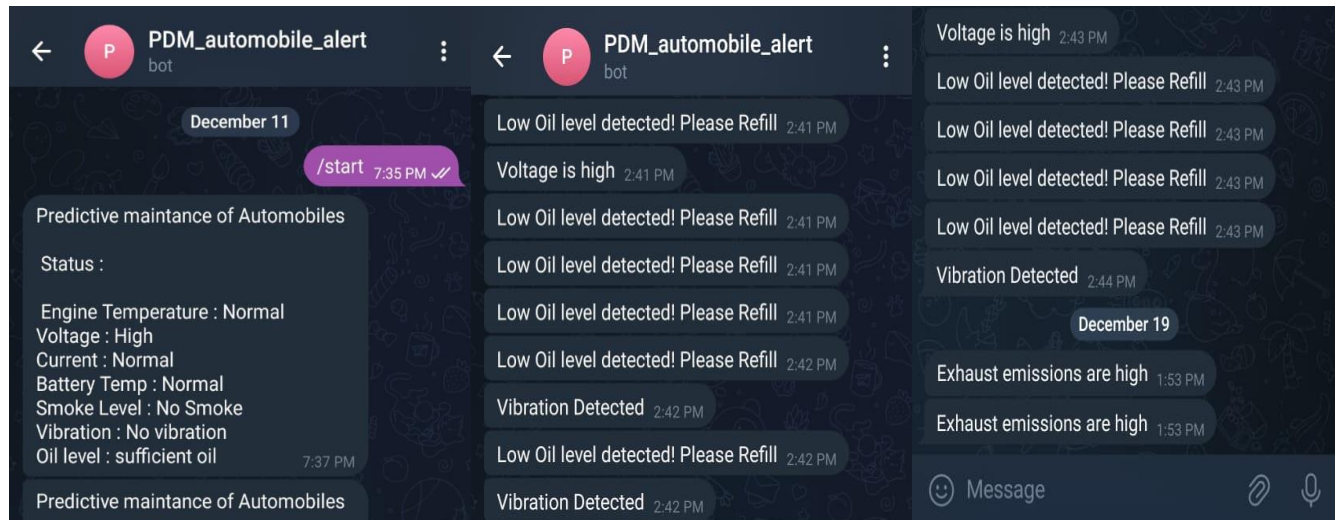 PDM_automobile_alert
bot
December 11
/start 7:35 PM
Predictive maintance of Automobiles
Status :
Engine Temperature : Normal
Voltage : High
Current : Normal
Battery Temp : Normal
Smoke Level : No Smoke
Vibration : No vibration
Oil level : sufficient oil 7:37 PM
Predictive maintance of Automobiles
PDM_automobile_alert
bot
Low Oil level detected! Please Refill 2:41 PM
Voltage is high 2:41 PM
Low Oil level detected! Please Refill 2:41 PM
Low Oil level detected! Please Refill 2:41 PM
Low Oil level detected! Please Refill 2:41 PM
Low Oil level detected! Please Refill 2:42 PM
Vibration Detected 2:42 PM
Low Oil level detected! Please Refill 2:42 PM
Vibration Detected 2:42 PM
Voltage is high 2:43 PM
Low Oil level detected! Please Refill 2:43 PM
Low Oil level detected! Please Refill 2:43 PM
Low Oil level detected! Please Refill 2:43 PM
Low Oil level detected! Please Refill 2:43 PM
Vibration Detected 2:44 PM
December 19
Exhaust emissions are high 1:53 PM
Exhaust emissions are high 1:53 PM
Message